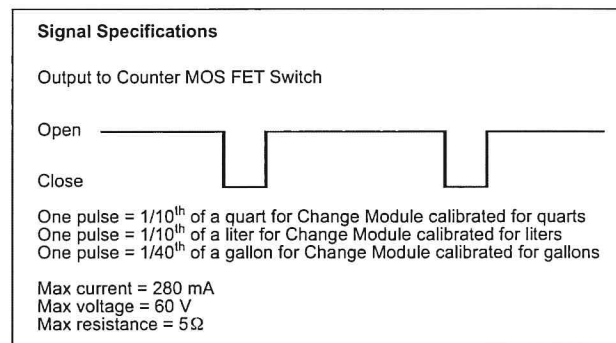 Signal Specifications
Output to Counter MOS FET Switch
Open
Close
One pulse = 1/10th of a quart for Change Module calibrated for quarts
One pulse = 1/10th of a liter for Change Module calibrated for liters
One pulse = 1/40th of a gallon for Change Module calibrated for gallons
Max current = 280 mA
Max voltage = 60 V
Max resistance = 5Ω